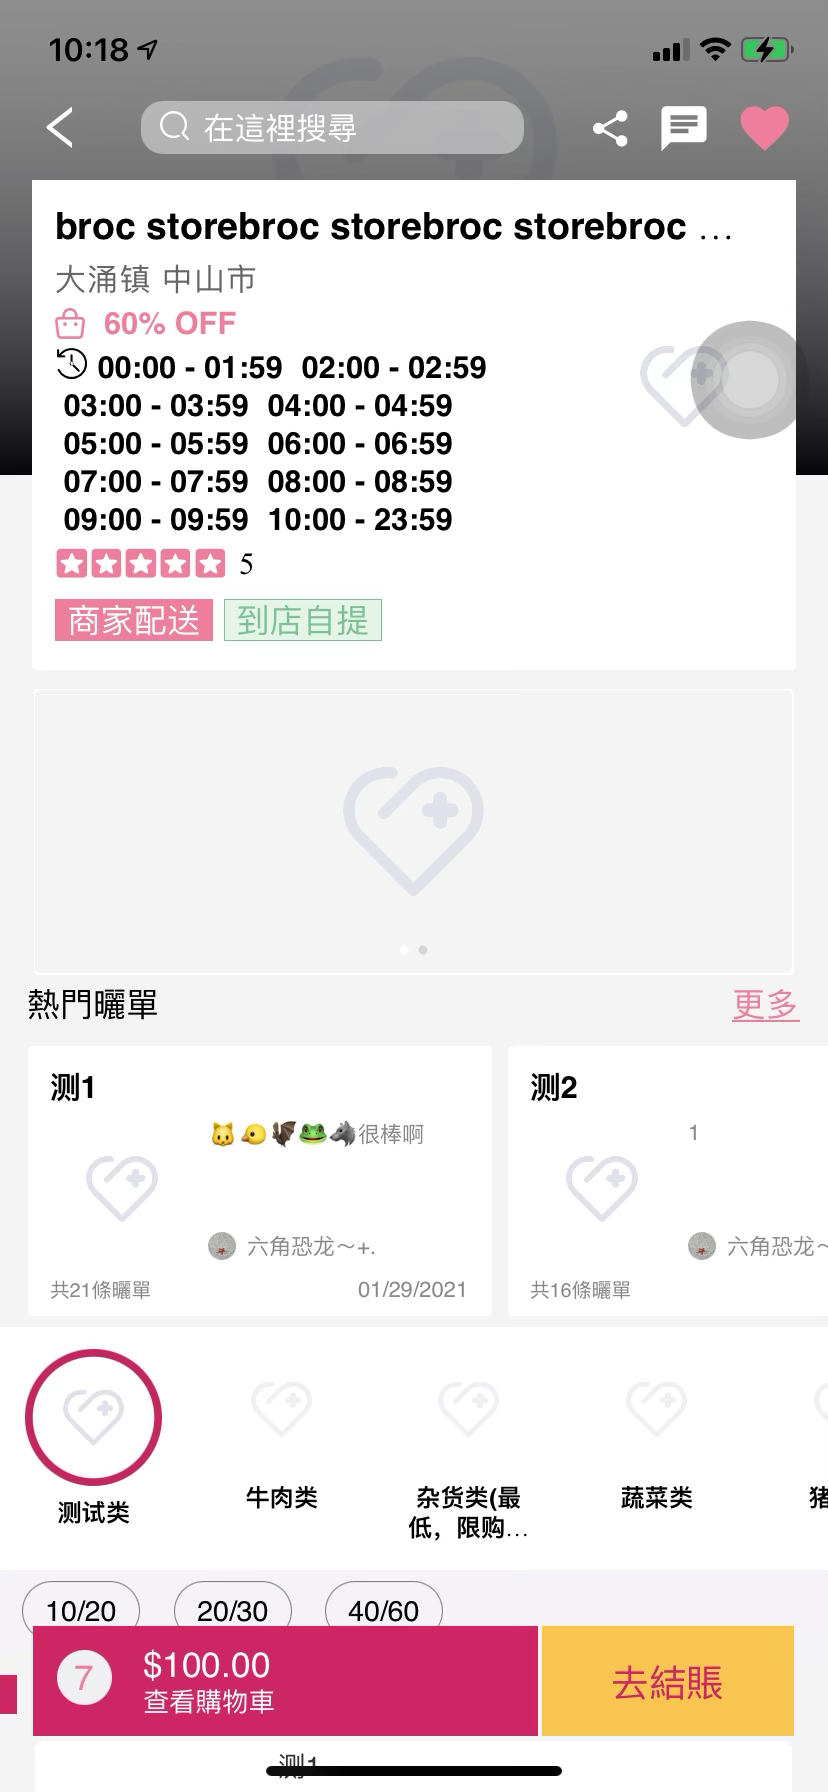 10:18
在這裡搜尋
broc storebroc storebroc storebroc ...
大涌镇 中山市
60% OFF
00:00 - 01:59 02:00 - 02:59
03:00 - 03:59 04:00 - 04:59
05:00 - 05:59 06:00 - 06:59
07:00 - 07:59 08:00 - 08:59
09:00 - 09:59 10:00 - 23:59
5
商家配送 到店自提
熱門曬單 更多
测1
🐱🐤🦇🐸🐺很棒啊
六角恐龙～+.
共21條曬單 01/29/2021
测2
1
六角恐龙～
共16條曬單
测试类
牛肉类
杂货类(最
低，限购...
蔬菜类
猪
10/20 20/30 40/60
7
$100.00
查看購物車
去結賬
测1